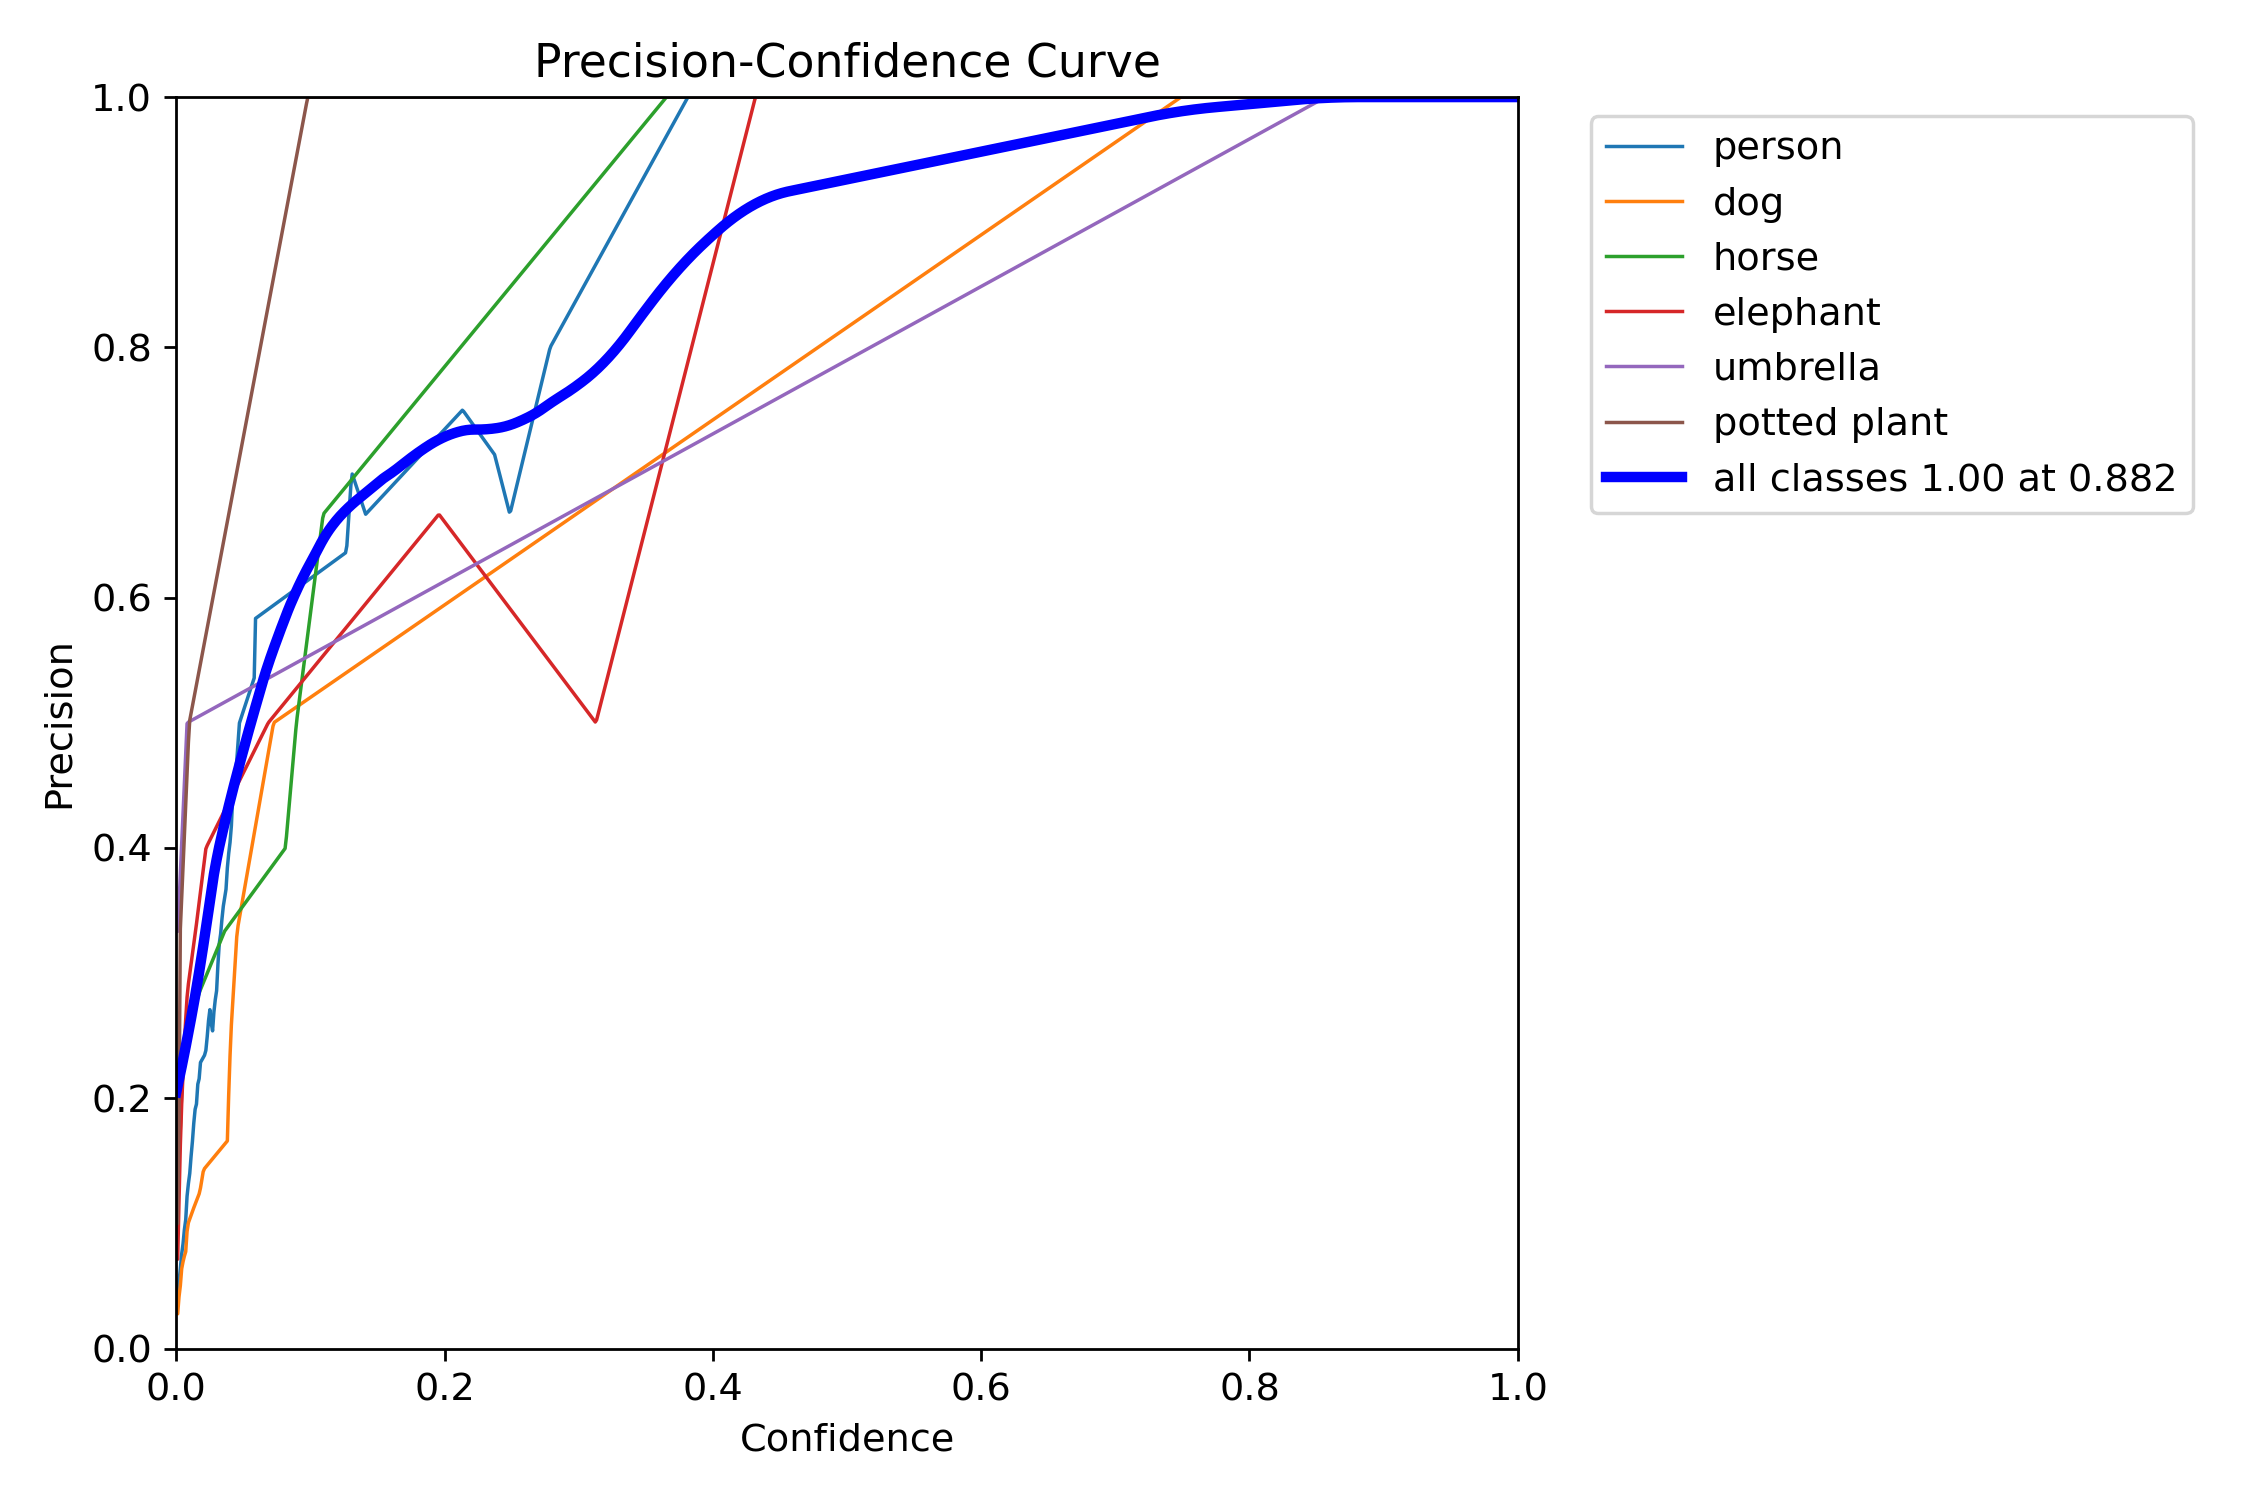 Precision-Confidence Curve
1.0
0.8
0.6
0.4
0.2
0.0
Precision
0.0 0.2 0.4 0.6 0.8 1.0
Confidence
person
dog
horse
elephant
umbrella
potted plant
all classes 1.00 at 0.882